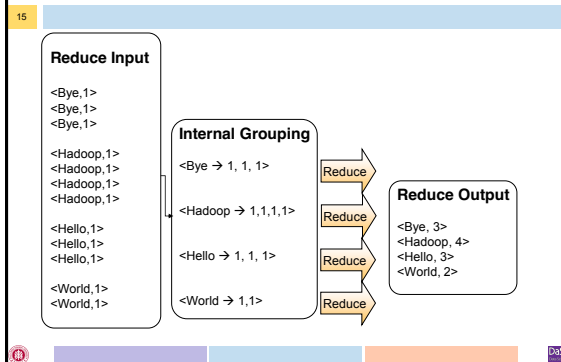 15
Reduce Input
<Bye,1>
<Bye,1>
<Bye,1>
<Hadoop,1>
<Hadoop,1>
<Hadoop,1>
<Hadoop,1>
<Hello,1>
<Hello,1>
<Hello,1>
<World,1>
<World,1>
Internal Grouping
<Bye → 1, 1, 1>
<Hadoop → 1,1,1,1>
<Hello → 1, 1, 1>
<World → 1,1>
Reduce
Reduce
Reduce
Reduce
Reduce Output
<Bye, 3>
<Hadoop, 4>
<Hello, 3>
<World, 2>